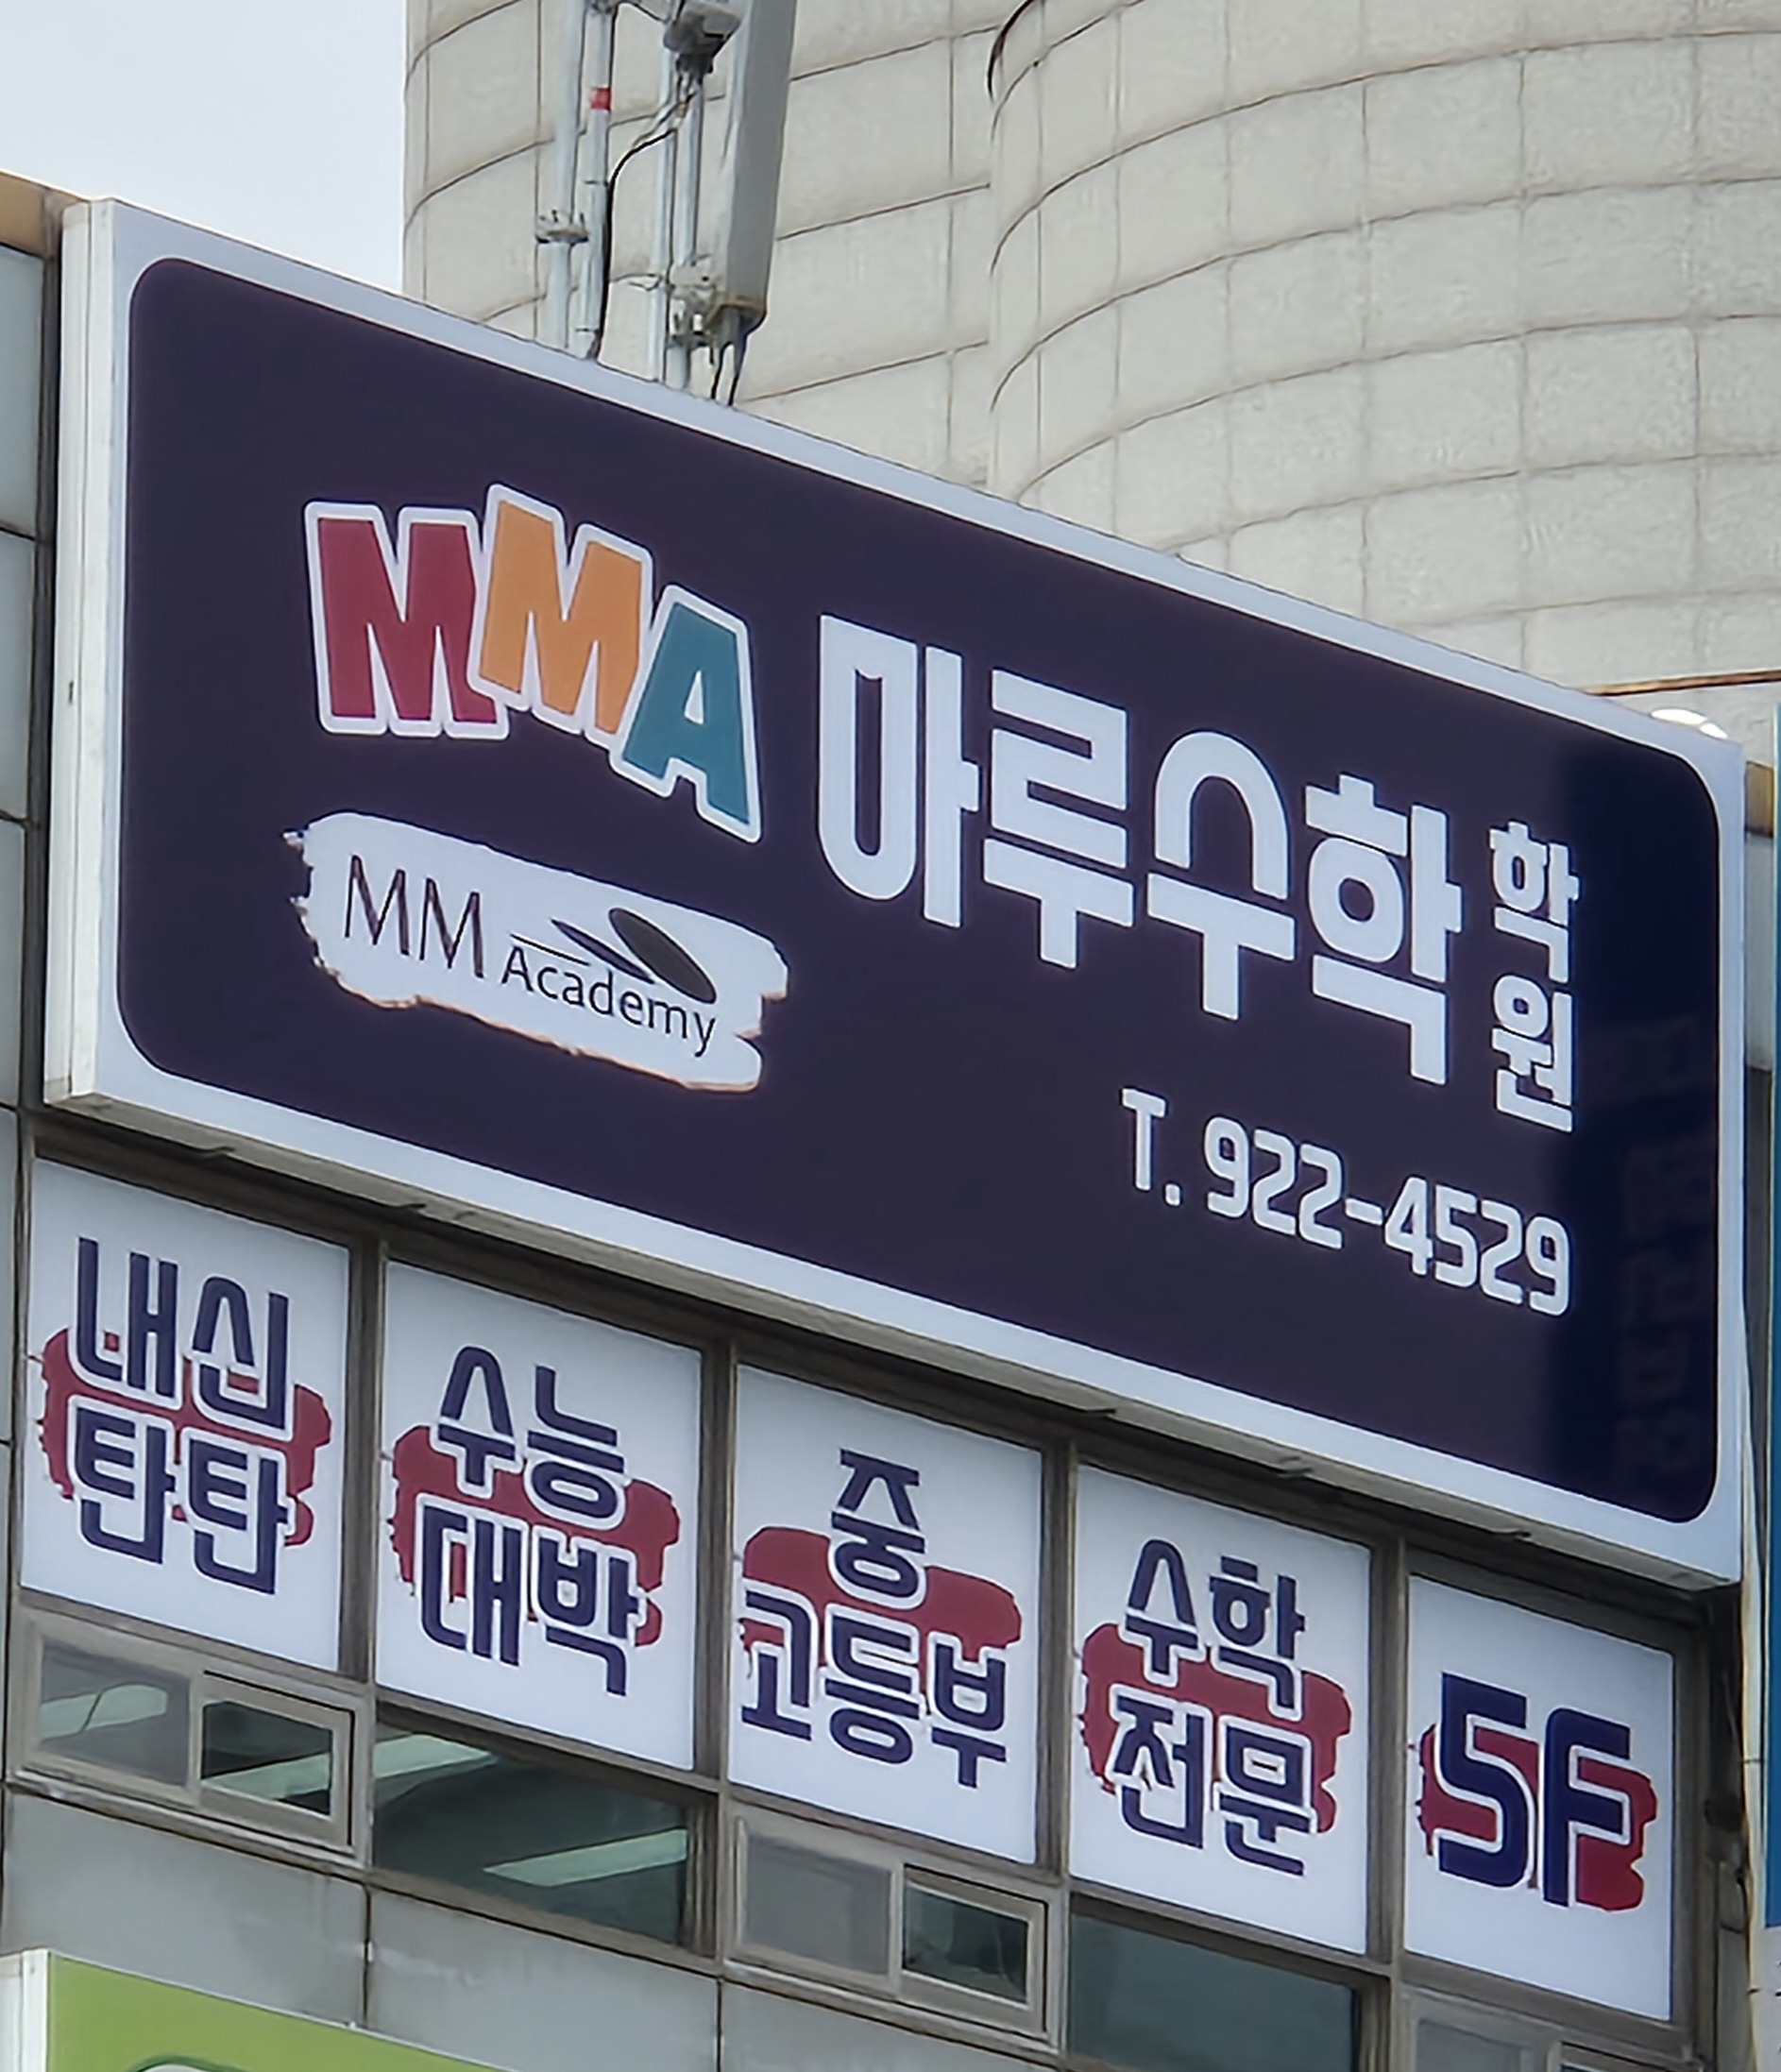 MMA 마루수학 학원
MM Academy
T. 922-4529
내신
탄탄
수능
대박
중
고등부
수학
전문
5F